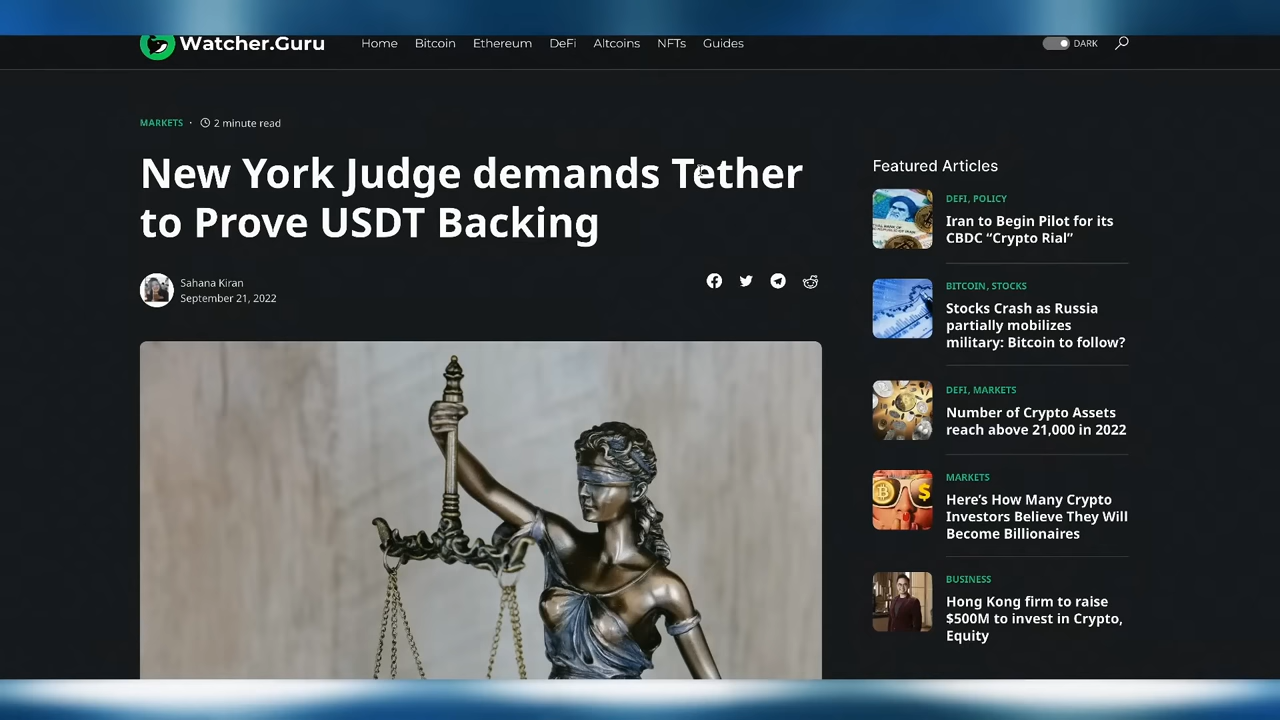 Watcher.Guru
Home Bitcoin Ethereum DeFi Altcoins NFTs Guides
DARK
MARKETS · 2 minute read
New York Judge demands Tether
to Prove USDT Backing
Sahana Kiran
September 21, 2022
Featured Articles
DEFI, POLICY
Iran to Begin Pilot for its
CBDC “Crypto Rial”
BITCOIN, STOCKS
Stocks Crash as Russia
partially mobilizes
military: Bitcoin to follow?
DEFI, MARKETS
Number of Crypto Assets
reach above 21,000 in 2022
MARKETS
Here’s How Many Crypto
Investors Believe They Will
Become Billionaires
BUSINESS
Hong Kong firm to raise
$500M to invest in Crypto,
Equity